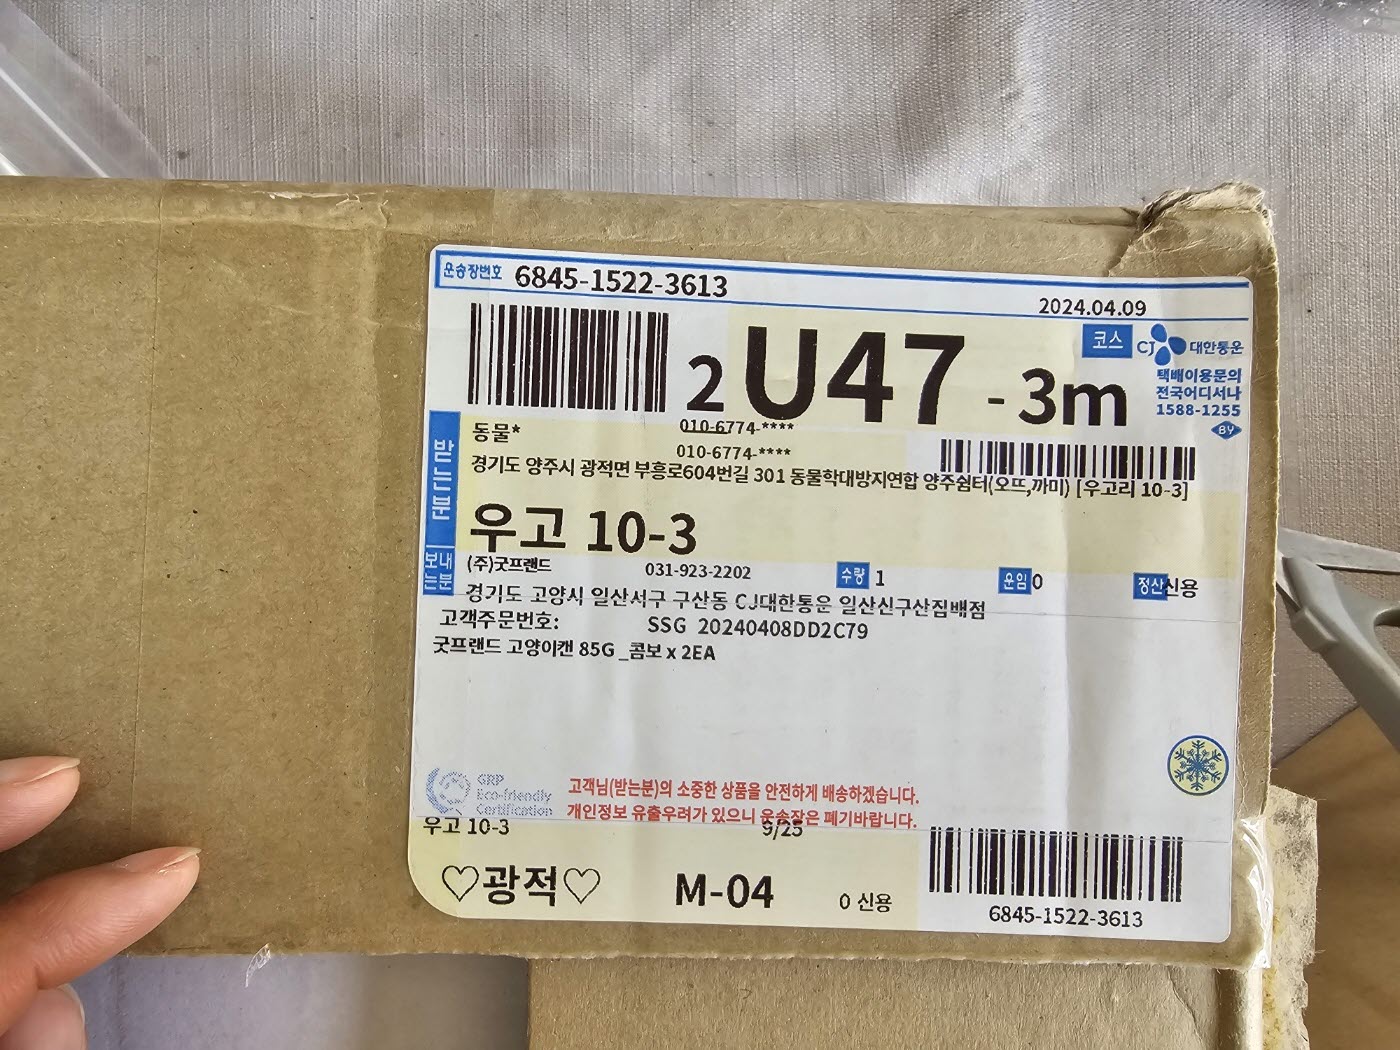 운송장번호 6845-1522-3613
2024.04.09
2 U47 - 3m
코스 CJ 대한통운
택배이용문의
전국어디서나
1588-1255
BY
받는분
동물* 010-6774-****
010-6774-****
경기도 양주시 광적면 부흥로604번길 301 동물학대방지연합 양주쉼터(오뜨,까미) [우고리 10-3]
우고 10-3
보내는분
(주)굿프랜드 031-923-2202 수량 1 운임 0 정산 신용
경기도 고양시 일산서구 구산동 CJ대한통운 일산신구산집배점
고객주문번호: SSG 20240408DD2C79
굿프랜드 고양이캔 85G _콤보 x 2EA
GRP
Eco-friendly
Certification
고객님(받는분)의 소중한 상품을 안전하게 배송하겠습니다.
개인정보 유출우려가 있으니 운송장은 폐기바랍니다.
우고 10-3 9/25
♡광적♡ M-04 0 신용
6845-1522-3613